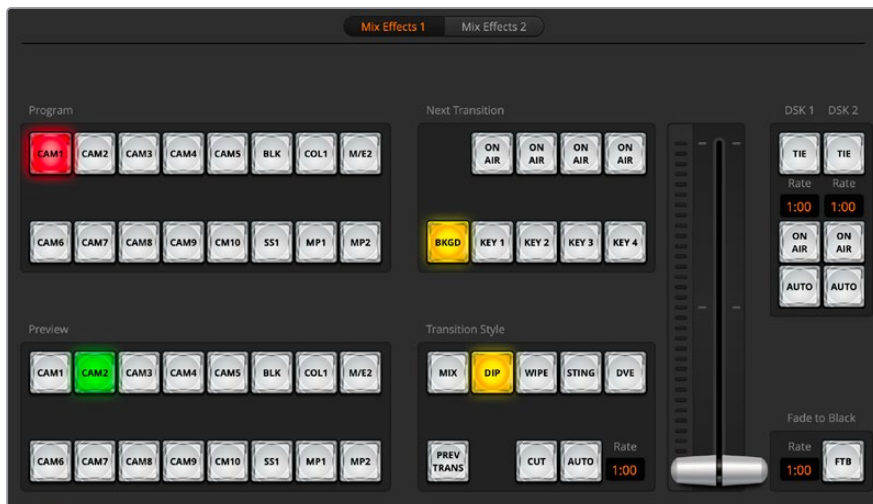 Mix Effects 1 Mix Effects 2
Program Next Transition DSK 1 DSK 2
CAM1 CAM2 CAM3 CAM4 CAM5 BLK COL1 M/E2 ON AIR ON AIR ON AIR ON AIR TIE TIE
Rate Rate
1:00 1:00
CAM6 CAM7 CAM8 CAM9 CM10 SS1 MP1 MP2 BKGD KEY 1 KEY 2 KEY 3 KEY 4 ON AIR ON AIR
AUTO AUTO
Preview Transition Style
CAM1 CAM2 CAM3 CAM4 CAM5 BLK COL1 M/E2 MIX DIP WIPE STING DVE
Fade to Black
Rate Rate
CAM6 CAM7 CAM8 CAM9 CM10 SS1 MP1 MP2 PREV TRANS CUT AUTO 1:00 1:00 FTB